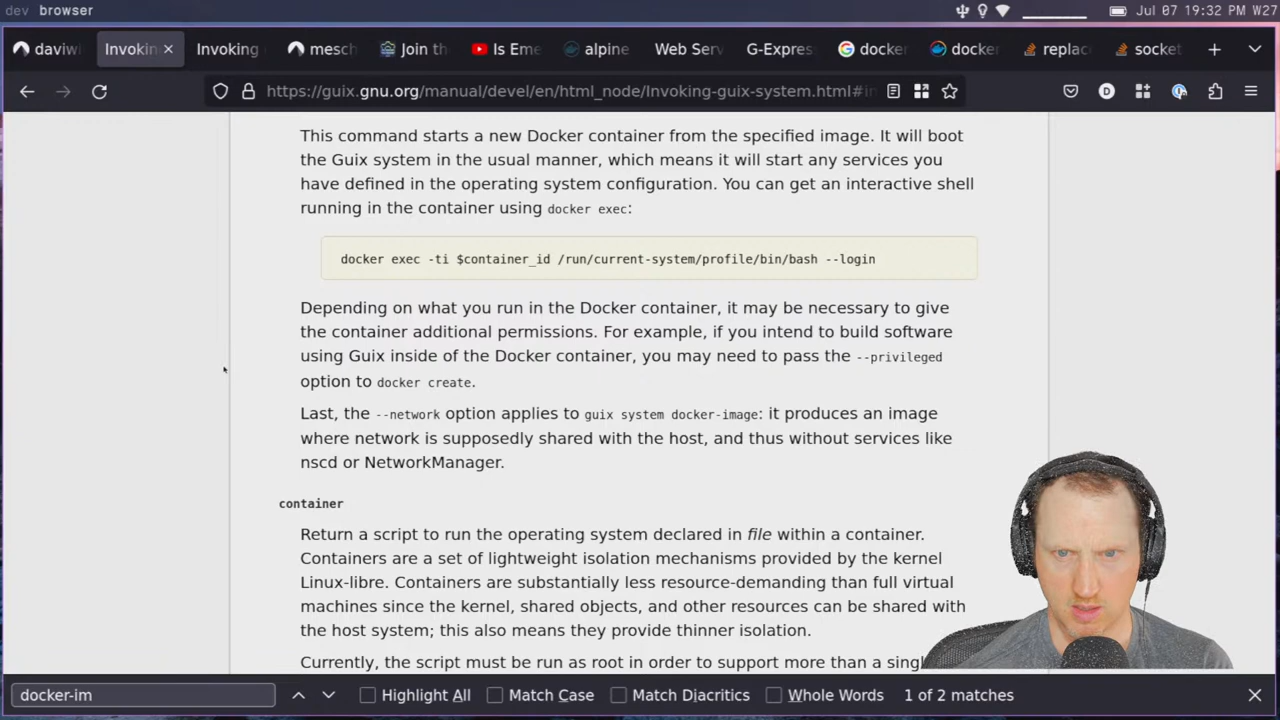 dev browser
Jul 07 19:32 PM W27
daviwi
Invokin
Invoking
mesch
Join the
Is Eme
alpine
Web Serv
G-Expres
docker
docke
replac
socket
https://guix.gnu.org/manual/devel/en/html_node/Invoking-guix-system.html#in
D
This command starts a new Docker container from the specified image. It will boot
the Guix system in the usual manner, which means it will start any services you
have defined in the operating system configuration. You can get an interactive shell
running in the container using docker exec:
docker exec -ti $container_id /run/current-system/profile/bin/bash --login
Depending on what you run in the Docker container, it may be necessary to give
the container additional permissions. For example, if you intend to build software
using Guix inside of the Docker container, you may need to pass the --privileged
option to docker create.
Last, the --network option applies to guix system docker-image: it produces an image
where network is supposedly shared with the host, and thus without services like
nscd or NetworkManager.
container
Return a script to run the operating system declared in file within a container.
Containers are a set of lightweight isolation mechanisms provided by the kernel
Linux-libre. Containers are substantially less resource-demanding than full virtual
machines since the kernel, shared objects, and other resources can be shared with
the host system; this also means they provide thinner isolation.
Currently, the script must be run as root in order to support more than a singl
docker-im
Highlight All
Match Case
Match Diacritics
Whole Words
1 of 2 matches